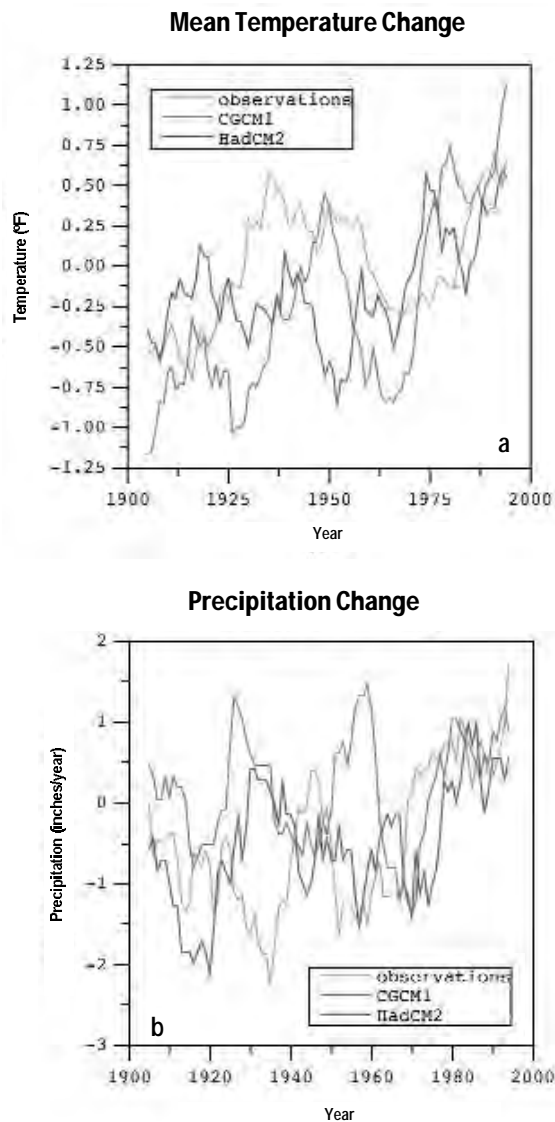 Mean Temperature Change
1.25
1.00
0.75
0.50
0.25
0.00
-0.25
-0.50
-0.75
-1.00
-1.25
Temperature (ºF)
observations
CGCM1
HadCM2
a
1900 1925 1950 1975 2000
Year
Precipitation Change
2
1
0
-1
-2
-3
Precipitation (inches/year)
observations
CGCM1
HadCM2
b
1900 1920 1940 1960 1980 2000
Year